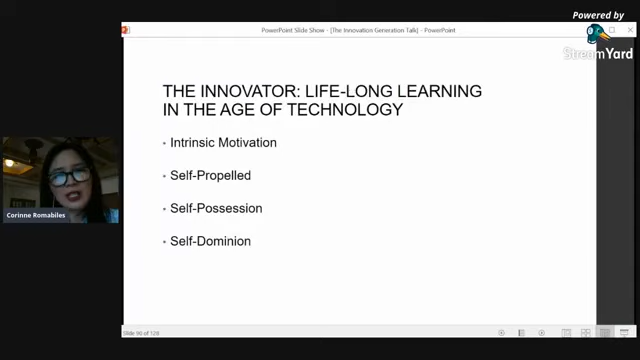 Powered by
StreamYard
PowerPoint Slide Show - [The Innovation Generation Talk] - PowerPoint
THE INNOVATOR: LIFE-LONG LEARNING
IN THE AGE OF TECHNOLOGY
• Intrinsic Motivation
• Self-Propelled
• Self-Possession
• Self-Dominion
Corinne Romabiles
Slide 90 of 128